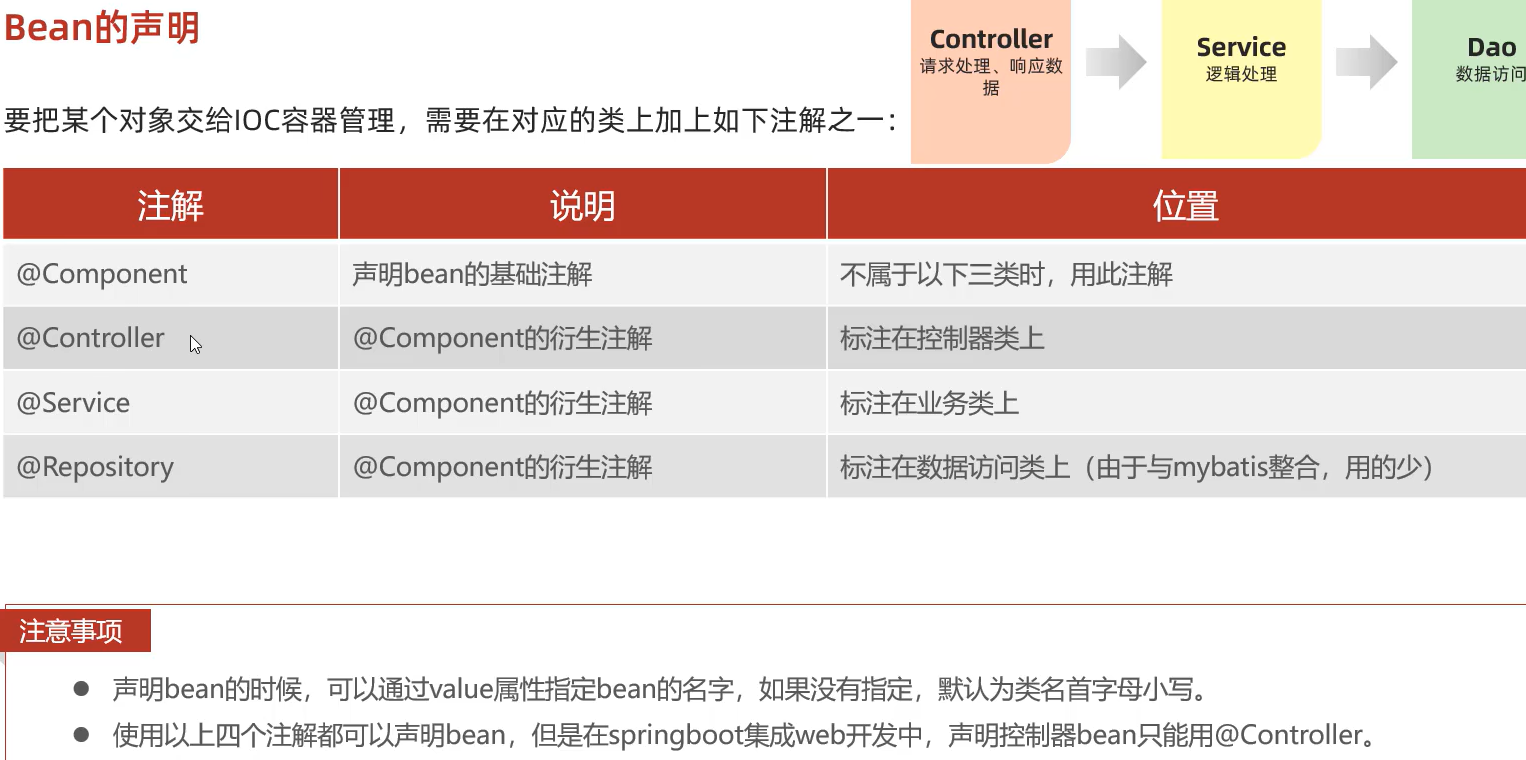 Bean的声明
Controller
请求处理、响应数
据
Service
逻辑处理
Dao
数据访问
要把某个对象交给IOC容器管理，需要在对应的类上加上如下注解之一：
注解 说明 位置
@Component 声明bean的基础注解 不属于以下三类时，用此注解
@Controller @Component的衍生注解 标注在控制器类上
@Service @Component的衍生注解 标注在业务类上
@Repository @Component的衍生注解 标注在数据访问类上（由于与mybatis整合，用的少）
注意事项
● 声明bean的时候，可以通过value属性指定bean的名字，如果没有指定，默认为类名首字母小写。
● 使用以上四个注解都可以声明bean，但是在springboot集成web开发中，声明控制器bean只能用@Controller。